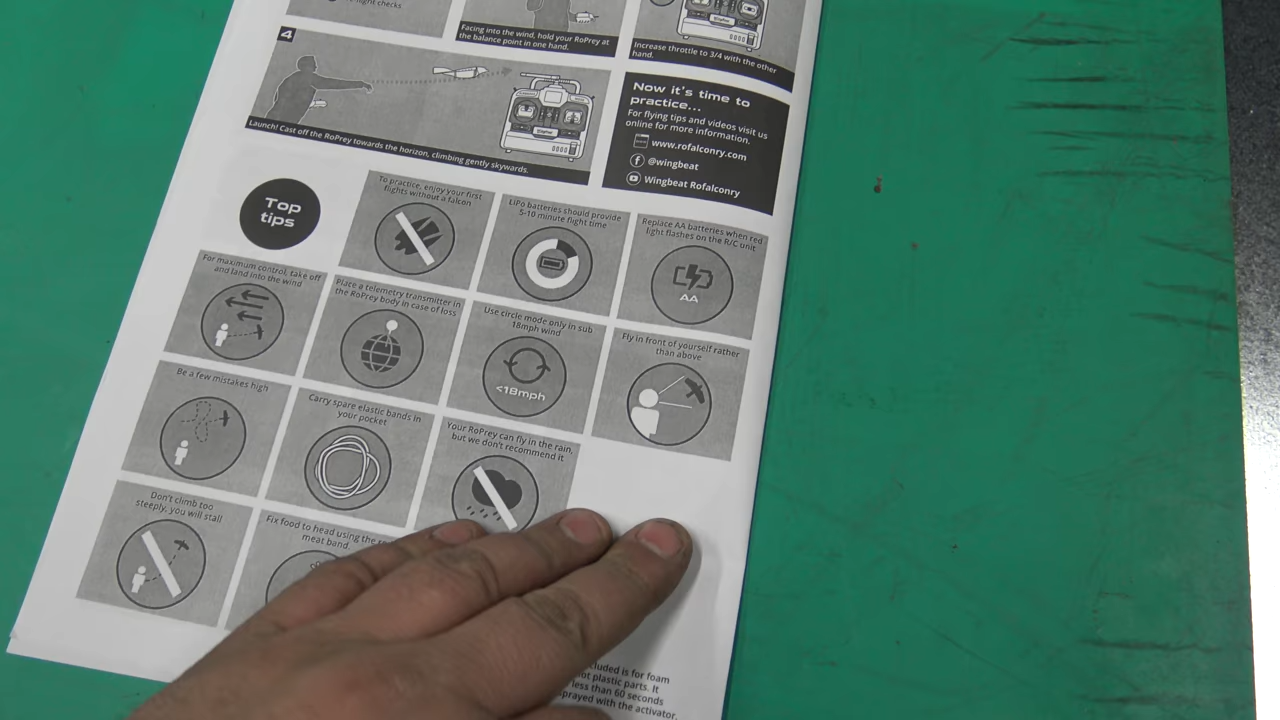 light checks
Facing into the wind, hold your RoPrey at
the balance point in one hand.
Increase throttle to 3/4 with the other
hand.
4
Launch! Cast off the RoPrey towards the horizon, climbing gently skywards.
Now it's time to
practice...
For flying tips and videos visit us
online for more information.
www.rofalconry.com
@wingbeat
Wingbeat Rofalconry
Top
tips
To practice, enjoy your first
flights without a falcon
LiPo batteries should provide
5-10 minute flight time
Replace AA batteries when red
light flashes on the R/C unit
AA
For maximum control, take off
and land into the wind
Place a telemetry transmitter in
the RoPrey body in case of loss
Use circle mode only in sub
18mph wind
<18mph
Fly in front of yourself rather
than above
Be a few mistakes high
Carry spare elastic bands in
your pocket
Your RoPrey can fly in the rain,
but we don't recommend it
Don't climb too
steeply, you will stall
Fix food to head using the
meat band
is for foam
plastic parts. It
less than 60 seconds
sprayed with the activator.